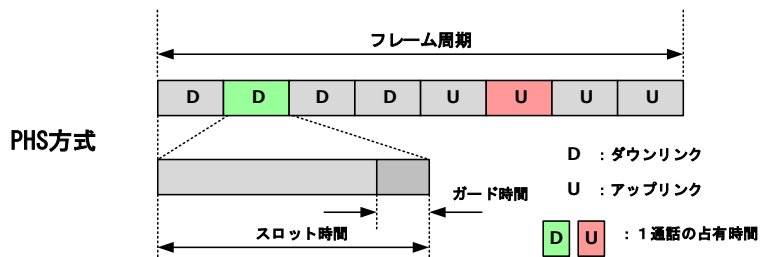 フレーム周期
D D D D U U U U
PHS方式
D ：ダウンリンク
ガード時間
U ：アップリンク
スロット時間
D U ：１通話の占有時間